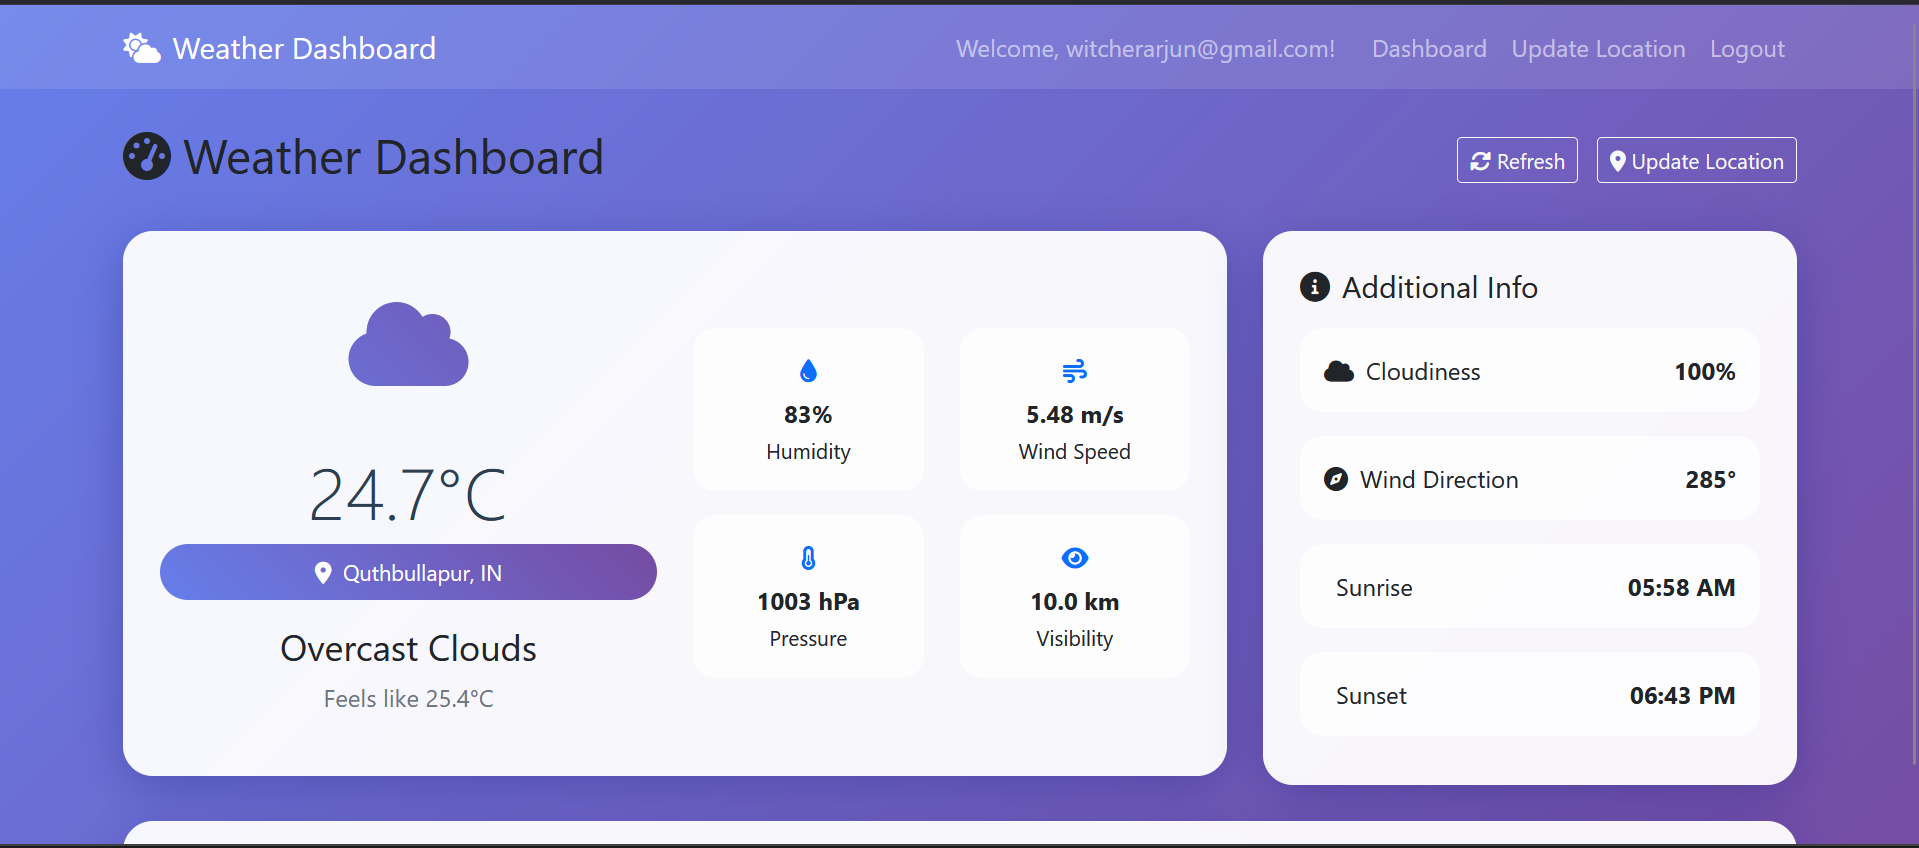 Weather Dashboard
Welcome, witcherarjun@gmail.com! Dashboard Update Location Logout
Weather Dashboard
Refresh Update Location
24.7°C
Quthbullapur, IN
Overcast Clouds
Feels like 25.4°C
83%
Humidity
5.48 m/s
Wind Speed
1003 hPa
Pressure
10.0 km
Visibility
Additional Info
Cloudiness 100%
Wind Direction 285°
Sunrise 05:58 AM
Sunset 06:43 PM